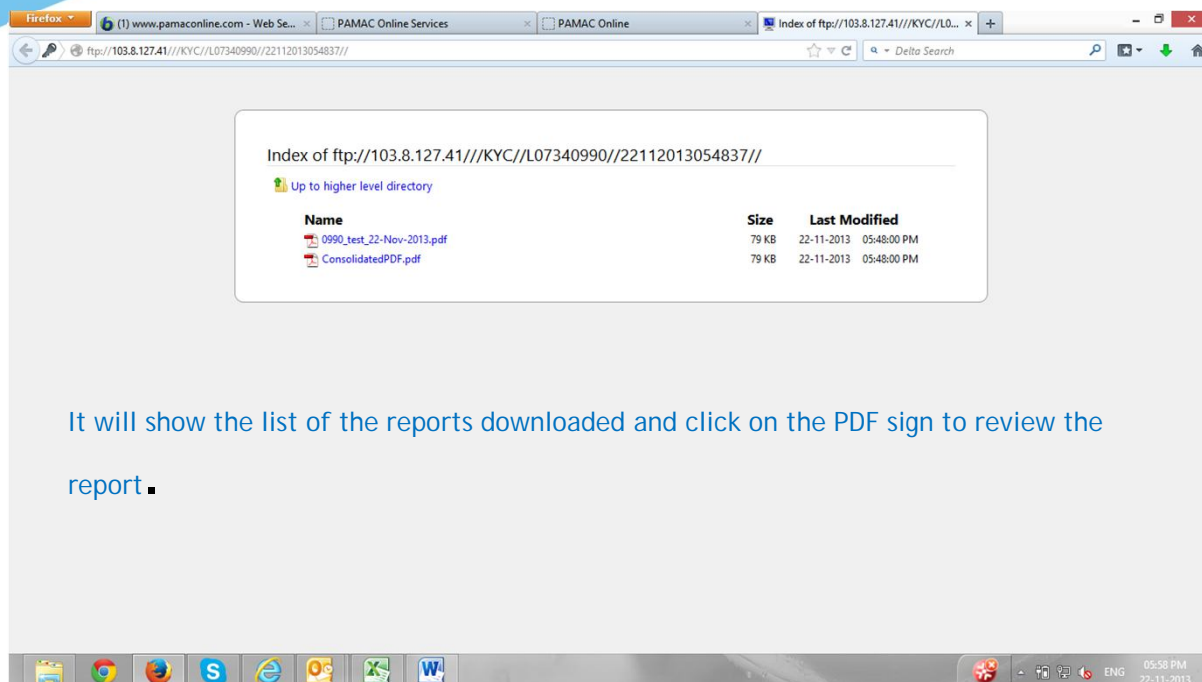 Firefox
(1) www.pamaconline.com - Web Se...
PAMAC Online Services
PAMAC Online
Index of ftp://103.8.127.41///KYC//L0...
ftp://103.8.127.41///KYC//L07340990//22112013054837//
Delta Search
Index of ftp://103.8.127.41///KYC//L07340990//22112013054837//
Up to higher level directory
Name Size Last Modified
0990_test_22-Nov-2013.pdf 79 KB 22-11-2013 05:48:00 PM
ConsolidatedPDF.pdf 79 KB 22-11-2013 05:48:00 PM
It will show the list of the reports downloaded and click on the PDF sign to review the
report.
ENG 05:58 PM
22-11-2013